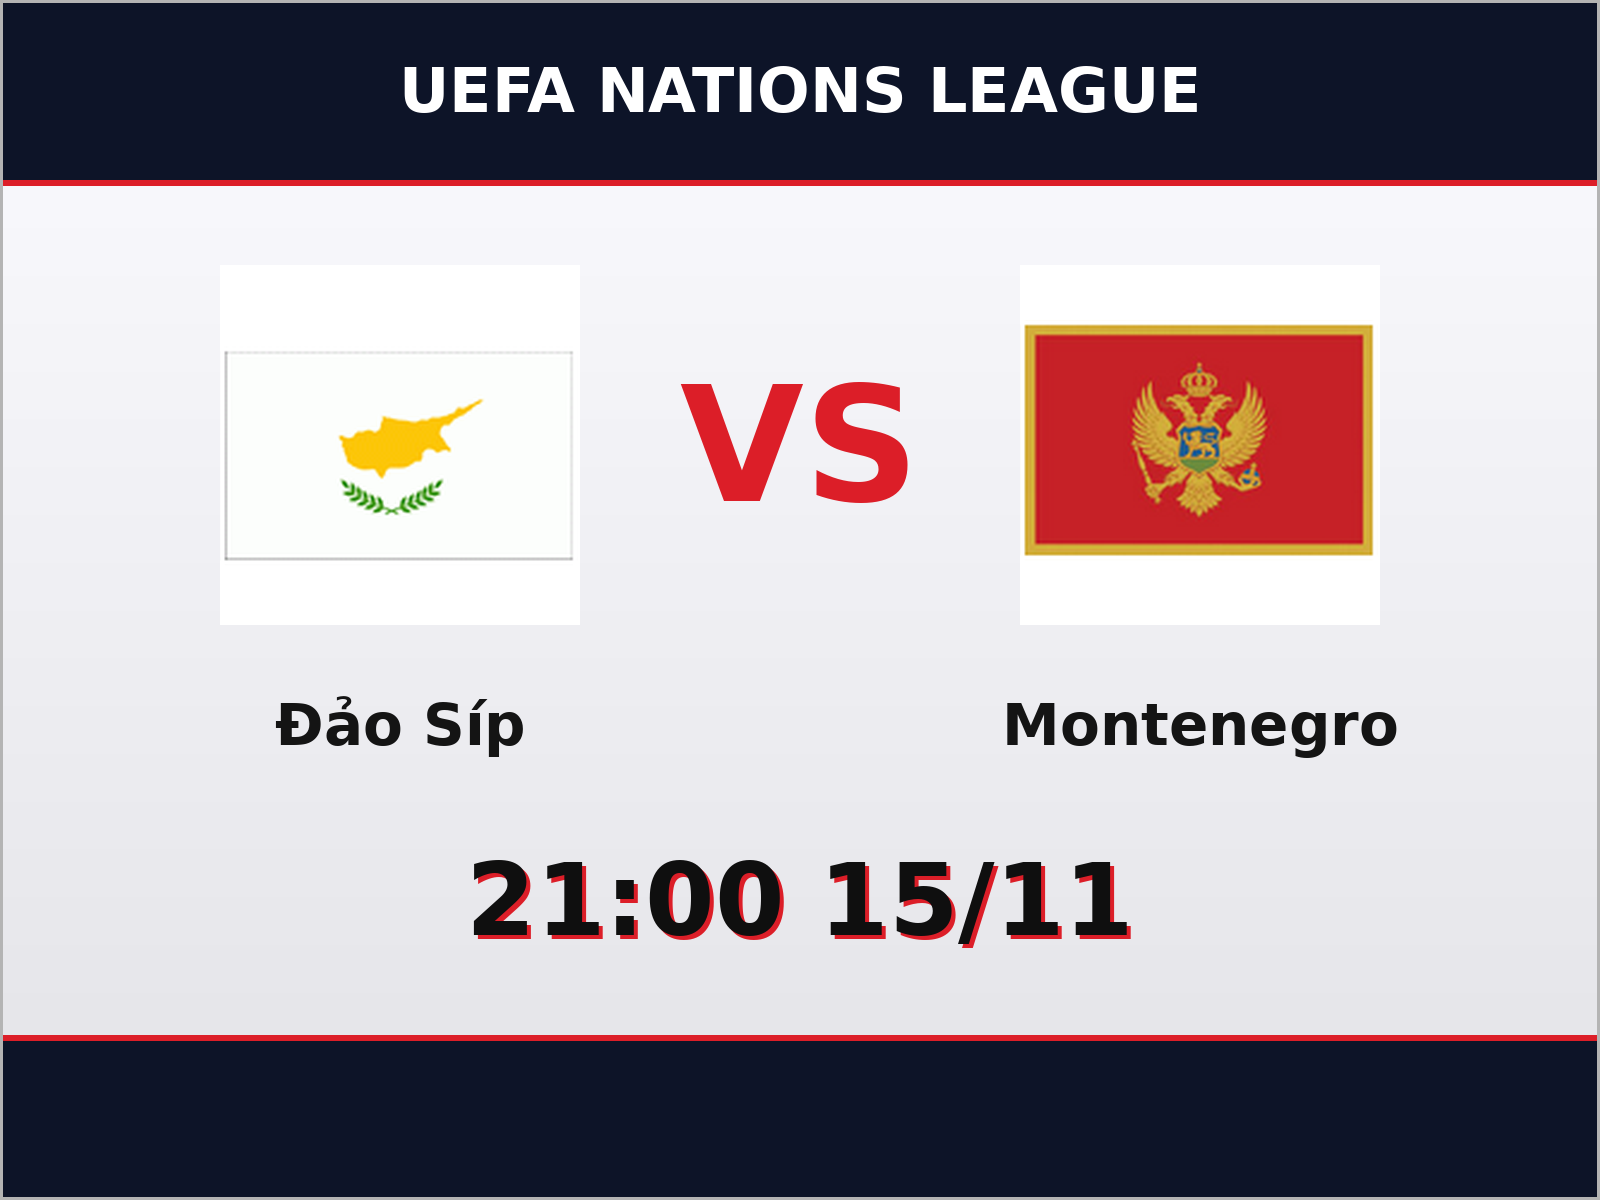 UEFA NATIONS LEAGUE
VS
Đảo Síp
Montenegro
21:00 15/11